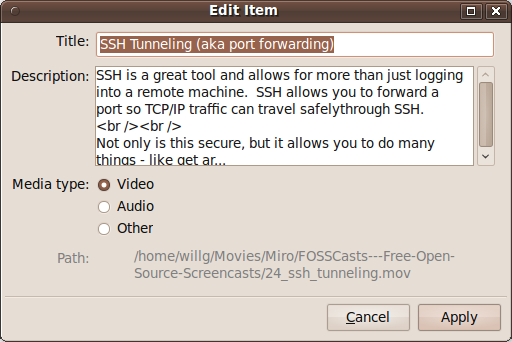 Edit Item
Title: SSH Tunneling (aka port forwarding)
Description: SSH is a great tool and allows for more than just logging
into a remote machine.  SSH allows you to forward a
port so TCP/IP traffic can travel safelythrough SSH.
<br /><br />
Not only is this secure, but it allows you to do many
things - like get ar...
Media type: Video
Audio
Other
Path: /home/willg/Movies/Miro/FOSSCasts---Free-Open-
Source-Screencasts/24_ssh_tunneling.mov
Cancel Apply